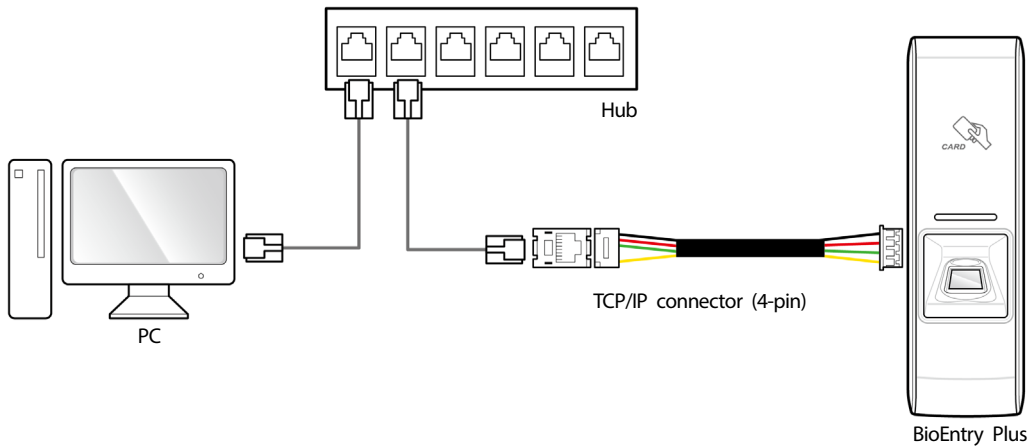 Hub
CARD
TCP/IP connector (4-pin)
PC
BioEntry Plus